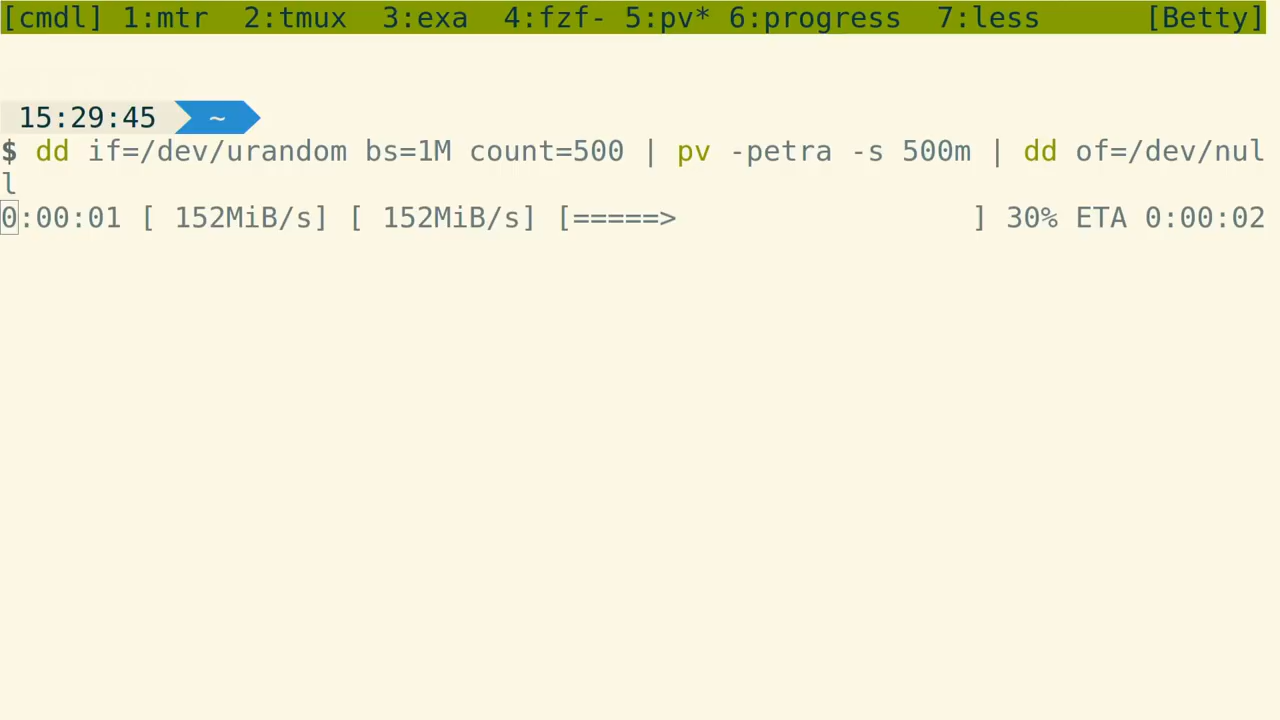 [cmdl] 1:mtr  2:tmux  3:exa  4:fzf- 5:pv* 6:progress  7:less      [Betty]
15:29:45  ~
$ dd if=/dev/urandom bs=1M count=500 | pv -petra -s 500m | dd of=/dev/nul
l
0:00:01 [ 152MiB/s] [ 152MiB/s] [=====>                 ] 30% ETA 0:00:02